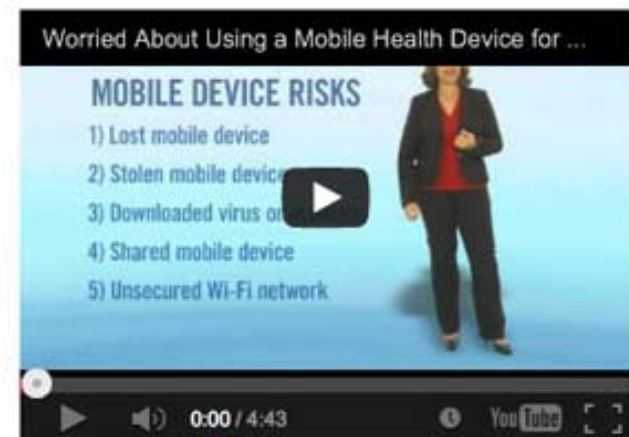 Worried About Using a Mobile Health Device for ...
MOBILE DEVICE RISKS
1) Lost mobile device
2) Stolen mobile device
3) Downloaded virus or
4) Shared mobile device
5) Unsecured Wi-Fi network
0:00 / 4:43
YouTube